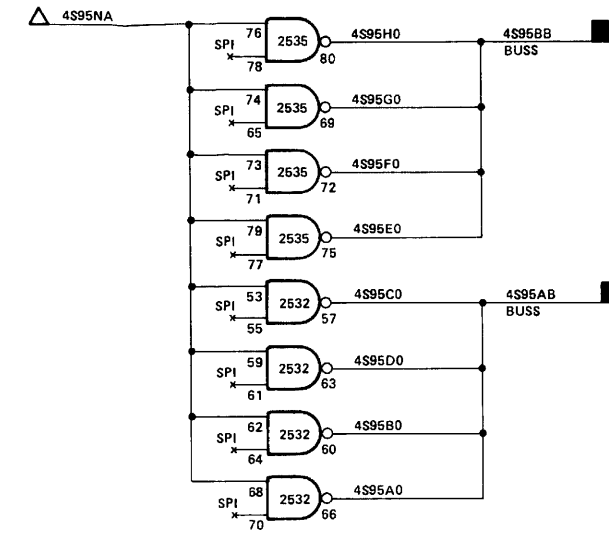 4S95NA
76 2535 4S95H0 4S95BB
SPI
78 80 BUSS
74 2535 4S95G0
SPI
65 69
73 2535 4S95F0
SPI
71 72
79 2535 4S95E0
SPI
77 75
53 2532 4S95C0 4S95AB
SPI
55 57 BUSS
59 2532 4S95D0
SPI
61 63
62 2532 4S95B0
SPI
64 60
68 2532 4S95A0
SPI
70 66